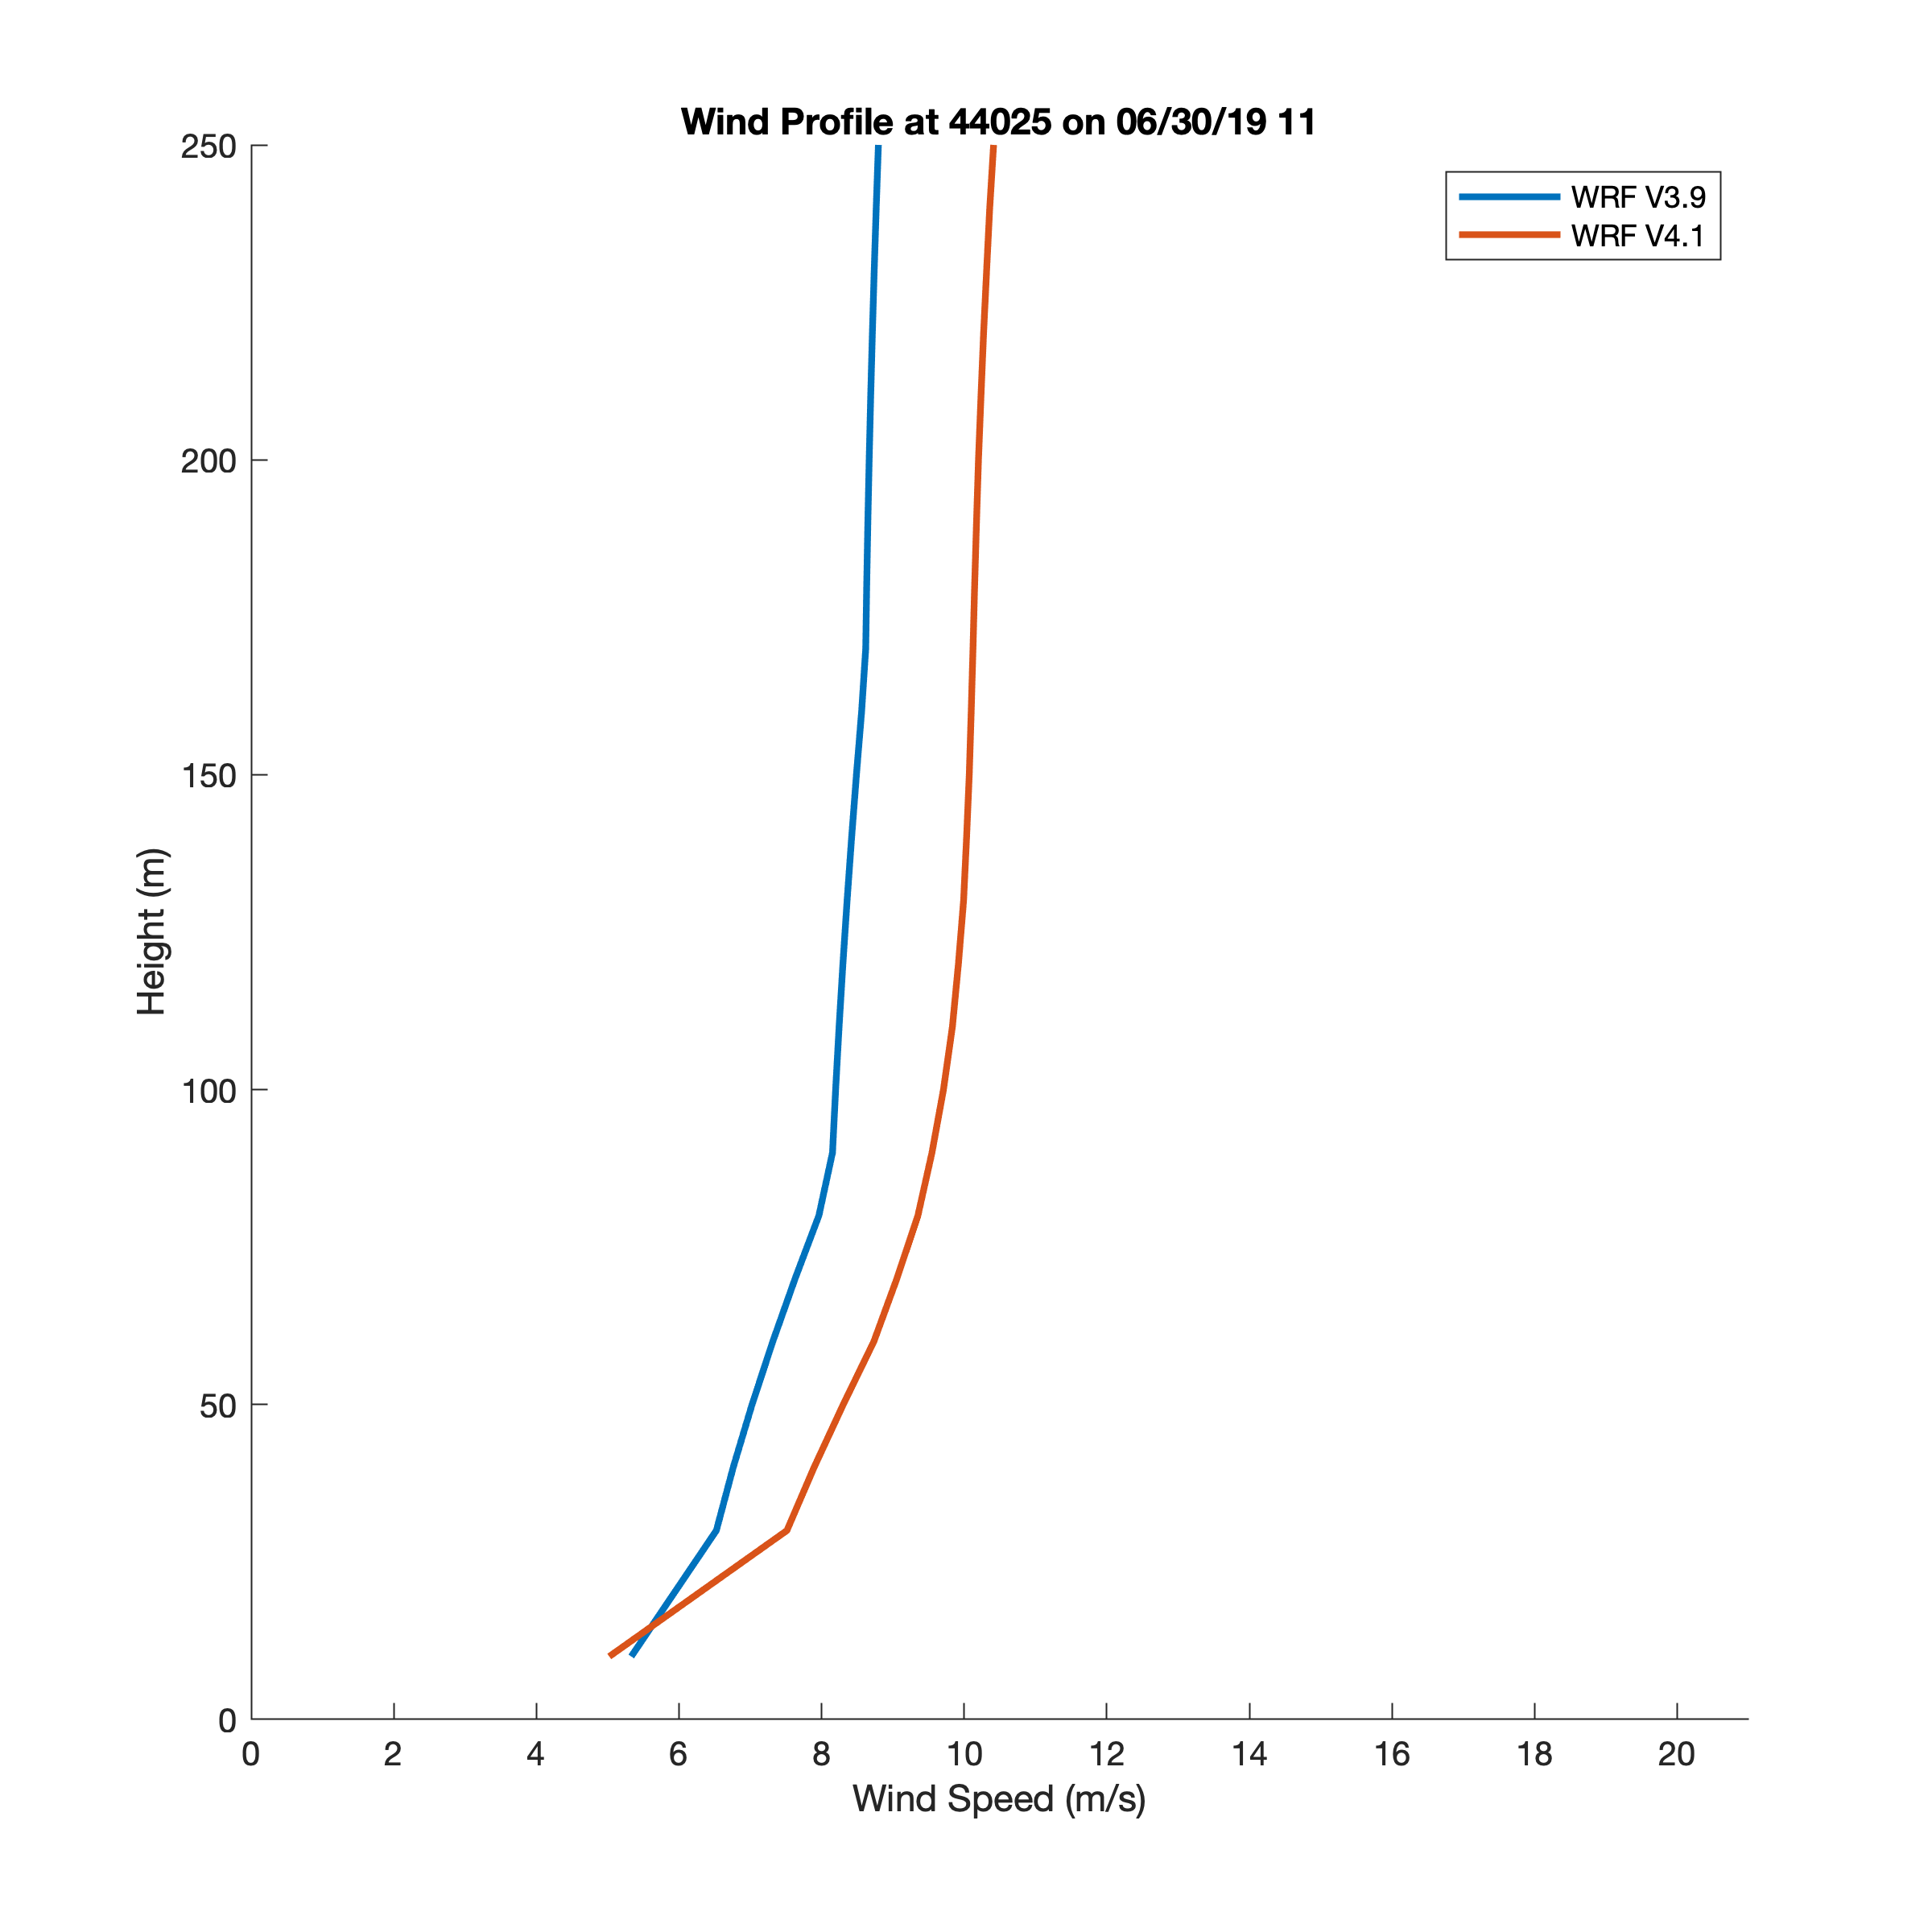 Wind Profile at 44025 on 06/30/19 11
WRF V3.9
WRF V4.1
250
200
150
100
50
0
Height (m)
0 2 4 6 8 10 12 14 16 18 20
Wind Speed (m/s)